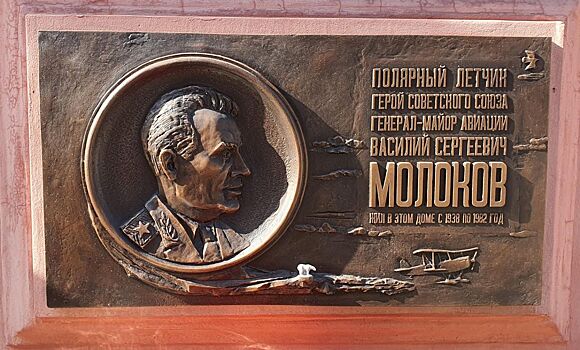 ПОЛЯРНЫЙ ЛЕТЧИК
ГЕРОЙ СОВЕТСКОГО СОЮЗА
ГЕНЕРАЛ-МАЙОР АВИАЦИИ
ВАСИЛИЙ СЕРГЕЕВИЧ
МОЛОКОВ
ЖИЛ В ЭТОМ ДОМЕ С 1938 ПО 1982 ГОД